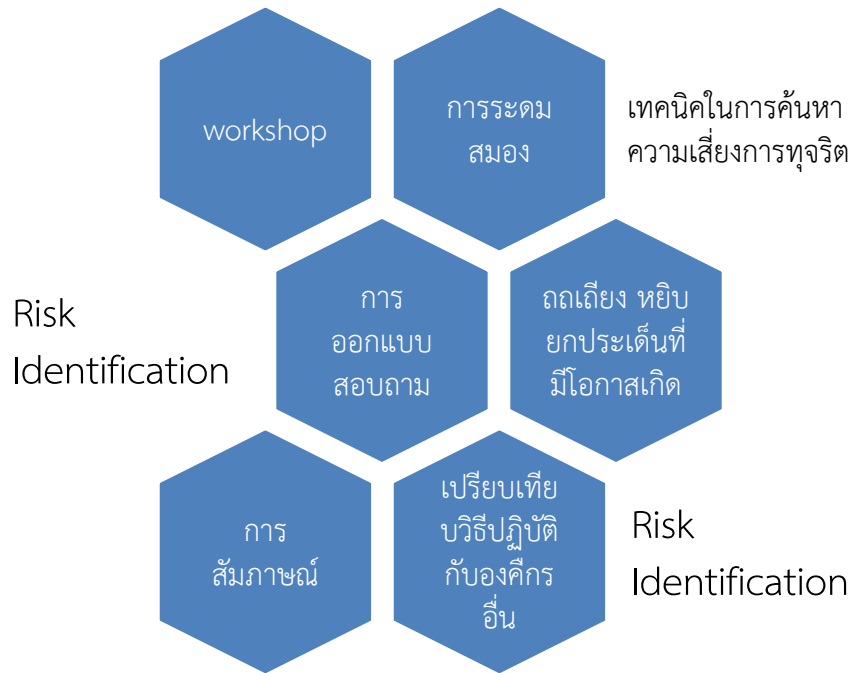 workshop
การระดม
สมอง
เทคนิคในการค้นหา
ความเสี่ยงการทุจริต
Risk
Identification
การ
ออกแบบ
สอบถาม
ถถเถียง หยิบ
ยกประเด็นที่
มีโอกาสเกิด
การ
สัมภาษณ์
เปรียบเทีย
บวิธีปฏิบัติ
กับองคืกร
อื่น
Risk
Identification